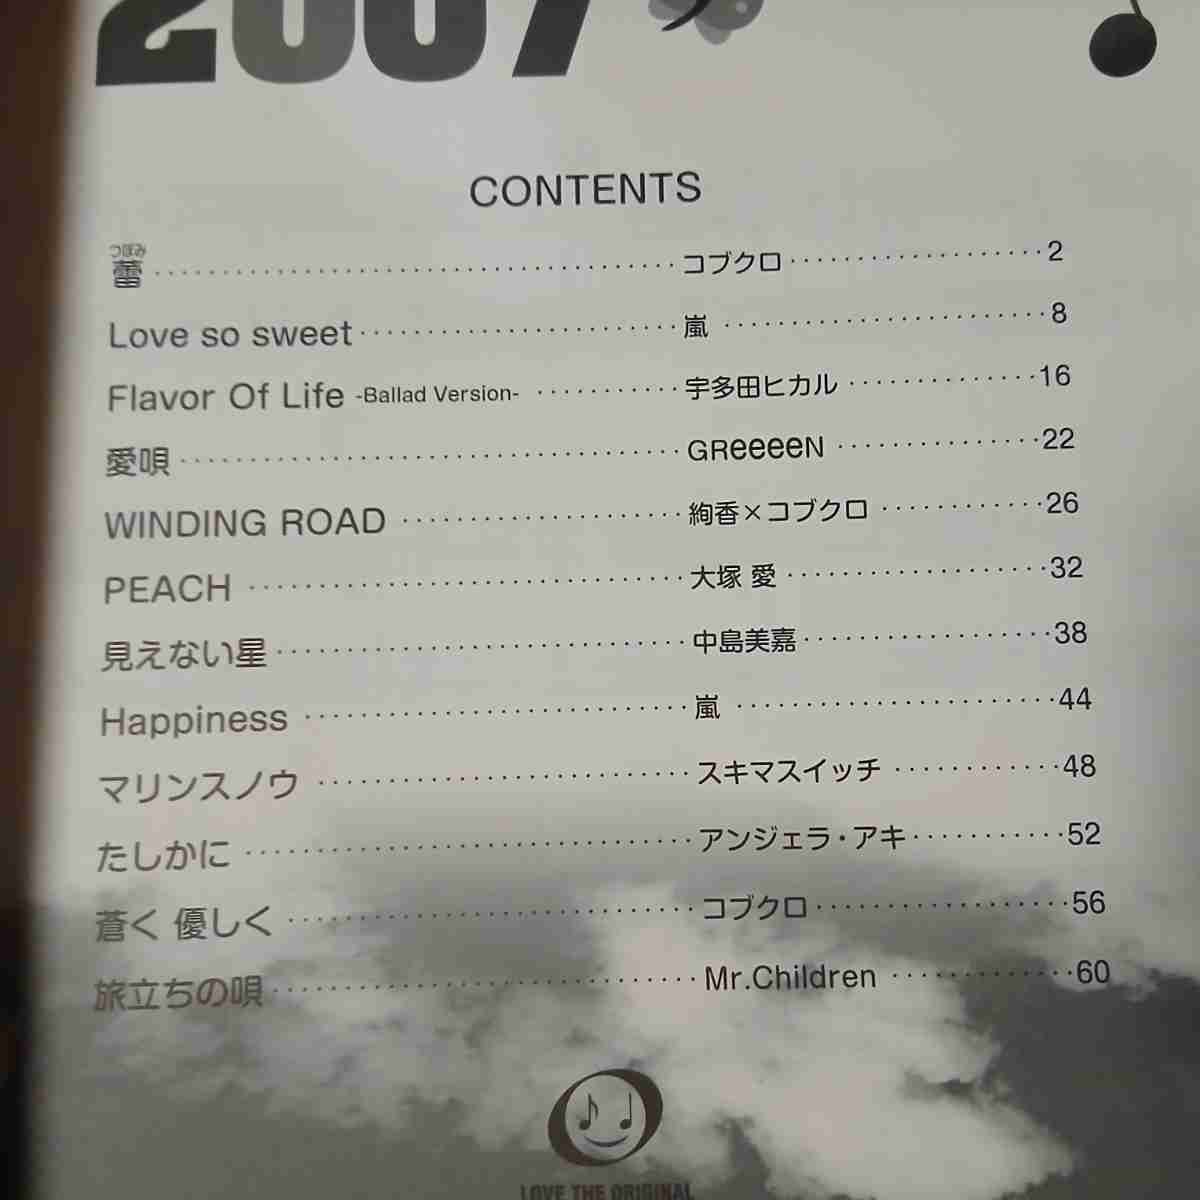 2007
CONTENTS
つぼみ
蕾 コブクロ 2
Love so sweet 嵐 8
Flavor Of Life -Ballad Version- 宇多田ヒカル 16
愛唄 GReeeeN 22
WINDING ROAD 絢香×コブクロ 26
PEACH 大塚 愛 32
見えない星 中島美嘉 38
Happiness 嵐 44
マリンスノウ スキマスイッチ 48
たしかに アンジェラ・アキ 52
蒼く 優しく コブクロ 56
旅立ちの唄 Mr.Children 60
LOVE THE ORIGINAL